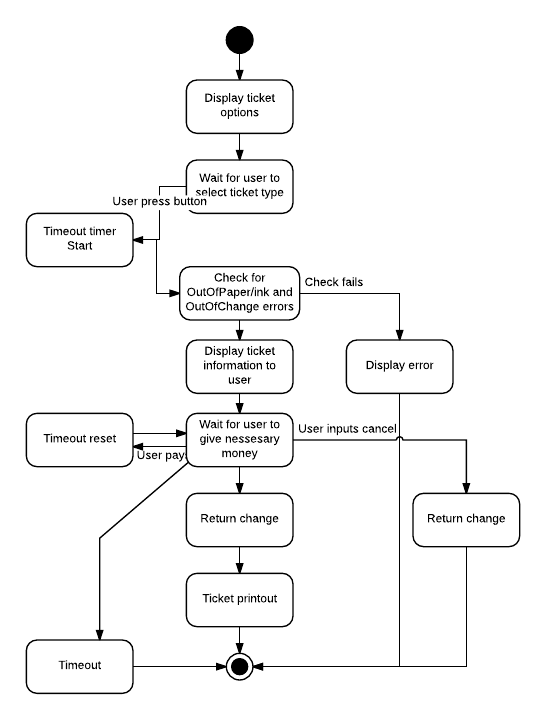 Display ticket
options
Wait for user to
select ticket type
User press button
Timeout timer
Start
Check for
OutOfPaper/ink and
OutOfChange errors
Check fails
Display ticket
information to
user
Display error
Timeout reset
Wait for user to
give nessesary
money
User inputs cancel
User pays
Return change
Return change
Ticket printout
Timeout